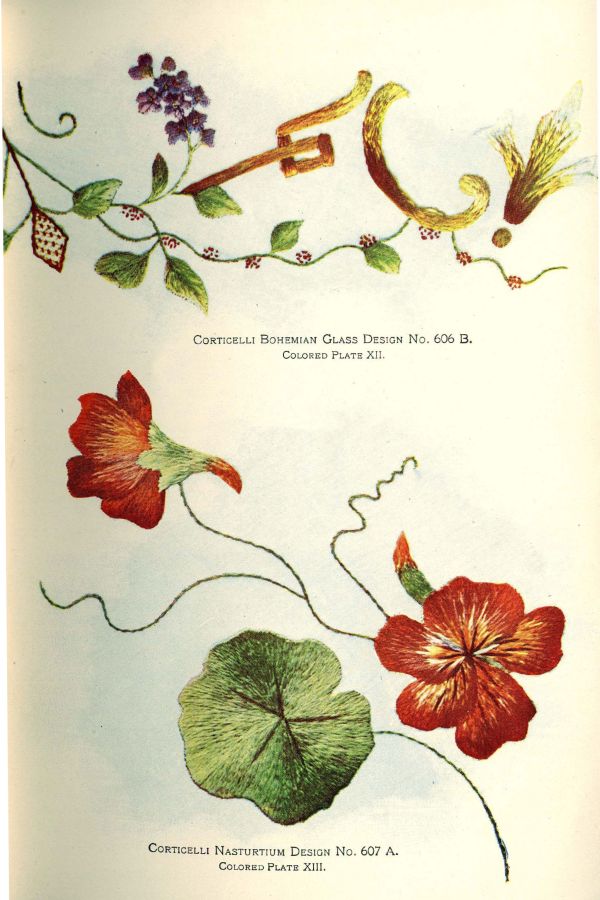 Corticelli Bohemian Glass Design No. 606 B.
Colored Plate XII.
Corticelli Nasturtium Design No. 607 A.
Colored Plate XIII.